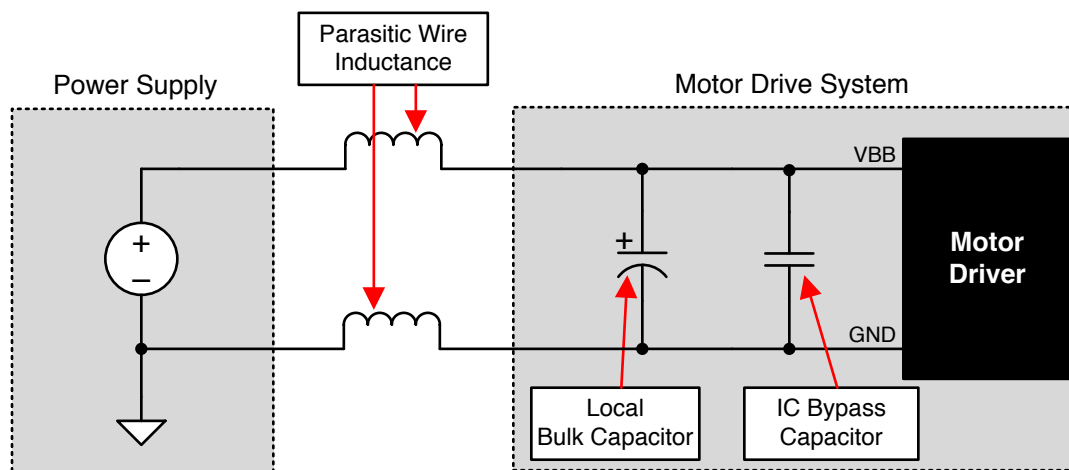 Parasitic Wire
Inductance
Power Supply
Motor Drive System
VBB
+
–
+
Motor
Driver
GND
Local
Bulk Capacitor
IC Bypass
Capacitor